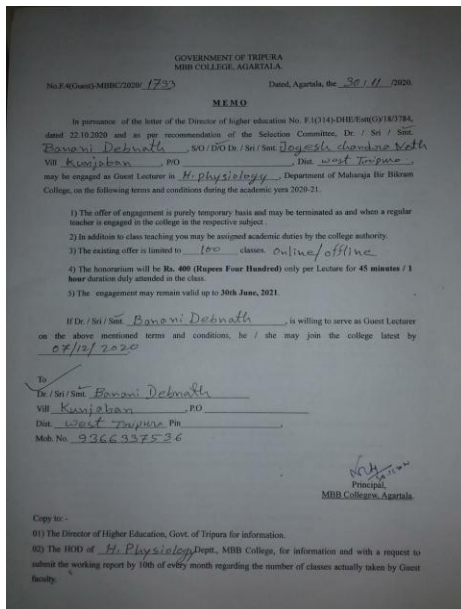 GOVERNMENT OF TRIPURA
MBB COLLEGE, AGARTALA.
No.F.4(Guest)-MBBC/2020/ 1793 Dated, Agartala, the 30/11 /2020.
MEMO
In pursuance of the letter of the Director of higher education No. F.1(314)-DHE/Estt(G)/18/3784,
dated 22.10.2020 and as per recommendation of the Selection Committee, Dr. / Sri / Smt.
Banani Debnath, S/O / D/O Dr. / Sri / Smt. Jogesh chandra Nath
Vill Kunjaban, P/O , Dist. West Tripura,
may be engaged as Guest Lecturer in H. physiology, Department of Maharaja Bir Bikram
College, on the following terms and conditions during the academic yera 2020-21.
1) The offer of engagement is purely temporary basis and may be terminated as and when a regular
teacher is engaged in the college in the respective subject .
2) In additoin to class teaching you may be assigned academic duties by the college authority.
3) The existing offer is limited to 100 classes. Online/offline
4) The honorarium will be Rs. 400 (Rupees Four Hundred) only per Lecture for 45 minutes / 1
hour duration duly attended in the class.
5) The engagement may remain valid up to 30th June, 2021.
If Dr. / Sri / Smt. Banani Debnath, is willing to serve as Guest Lecturer
on the above mentioned terms and conditions, he / she may join the college latest by
07/12/2020
To
Dr. / Sri / Smt. Banani Debnath
Vill Kunjaban, P.O
Dist. West Tripura Pin
Mob. No. 9366337536
Principal,
MBB Collegew, Agartala.
Copy to: -
01) The Director of Higher Education, Govt. of Tripura for information.
02) The HOD of H. Physiology Deptt., MBB College, for information and with a request to
submit the working report by 10th of every month regarding the number of classes actually taken by Guest
faculty.